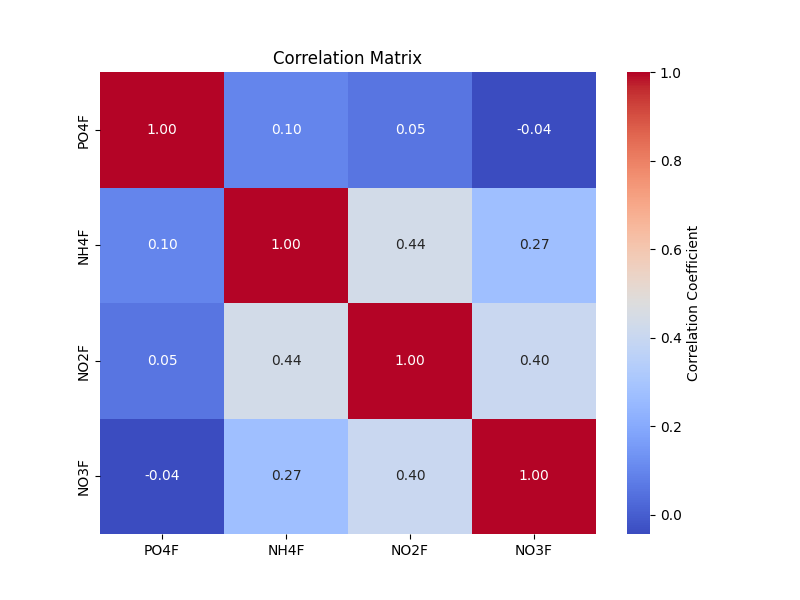 Correlation Matrix
PO4F 1.00 0.10 0.05 -0.04
NH4F 0.10 1.00 0.44 0.27
NO2F 0.05 0.44 1.00 0.40
NO3F -0.04 0.27 0.40 1.00
PO4F NH4F NO2F NO3F
1.0
0.8
0.6
0.4
0.2
0.0
Correlation Coefficient